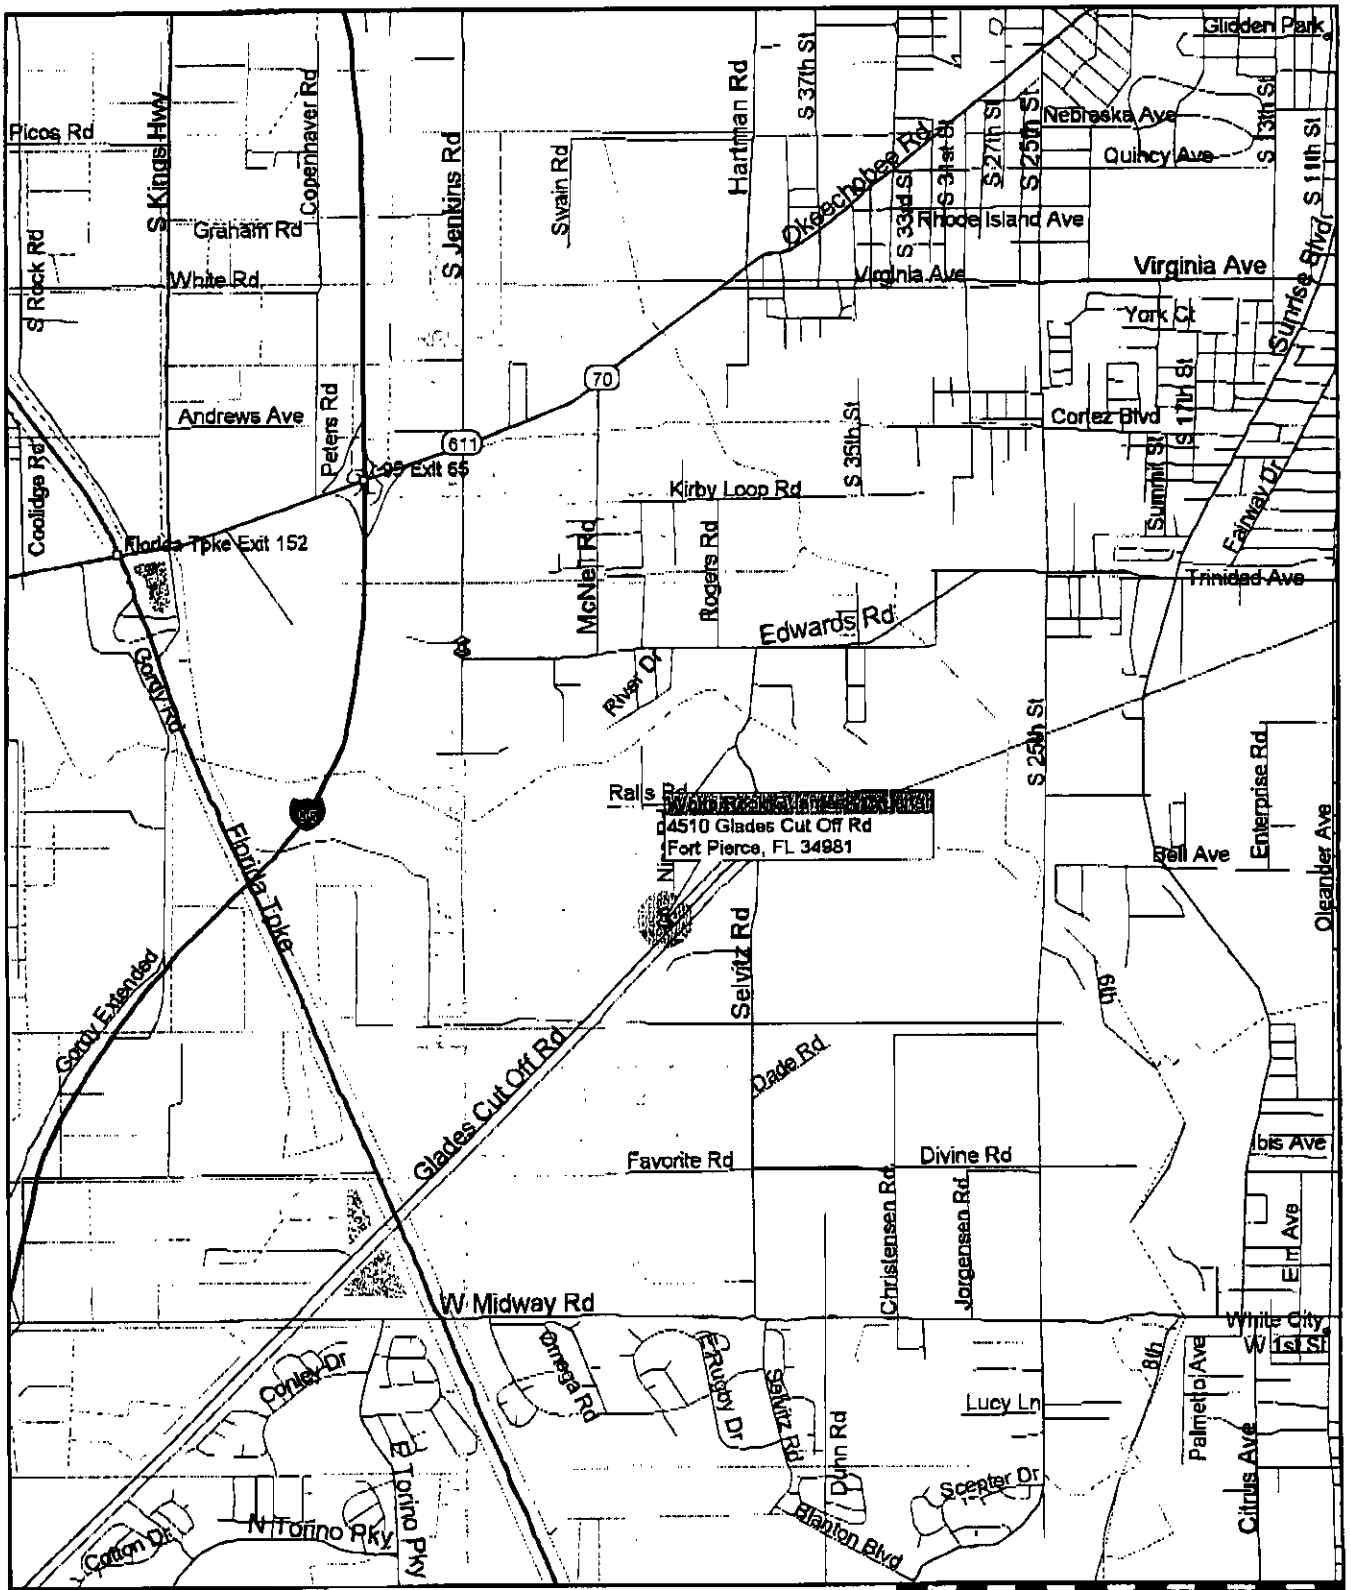 Glidden Park
S 37th St
Hartman Rd
S Kings Hwy
Copenhaver Rd
Picos Rd
S Jenkins Rd
Swain Rd
Okeechobee Rd
S 33rd St
S 31st St
S 27th St
S 25th St
Nebraska Ave
S 13th St
Quincy Ave
S 11th St
Graham Rd
Rhode Island Ave
S Rock Rd
White Rd
Virginia Ave
Virginia Ave
Sunrise Blvd
York Ct
70
Andrews Ave
Peters Rd
611
S 35th St
Cortez Blvd
S 17th St
Summit St
Coolidge Rd
95 Exit 65
Kirby Loop Rd
Fairway Dr
Florida Tpke Exit 152
McNeil Rd
Rogers Rd
Trinidad Ave
Edwards Rd
Gordy Rd
River Dr
S 25th St
Enterprise Rd
Ralls Rd
4510 Glades Cut Off Rd
Fort Pierce, FL 34981
Florida Tpke
Bell Ave
Oleander Ave
Selvitz Rd
Gordy Extended
6th
Glades Cut Off Rd
Dade Rd
Favorite Rd
Divine Rd
Ibis Ave
Christensen Rd
Jorgensen Rd
Elm Ave
W Midway Rd
White City
W 1st St
Conley Dr
Omega Rd
E Rugby Dr
Selvitz Rd
8th
Palmetto Ave
Lucy Ln
Dunn Rd
Citrus Ave
E Torino Pky
Scepter Dr
N Torino Pky
Cotton Dr
Blanton Blvd